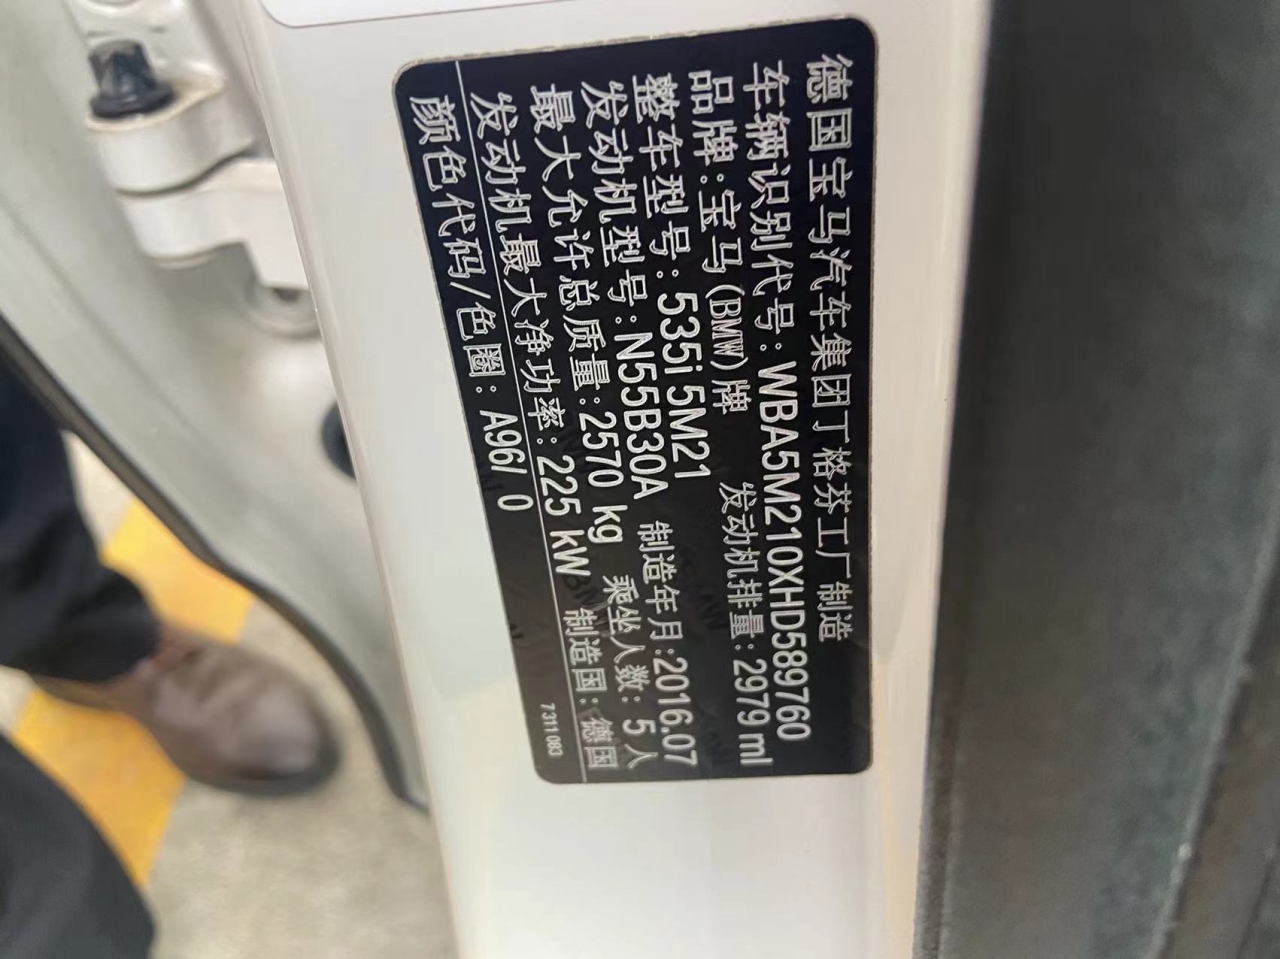 德国宝马汽车集团丁格芬工厂制造
车辆识别代号：WBA5M210XHD589760
品牌：宝马(BMW)牌 发动机排量：2979 ml
整车型号：535i 5M21
发动机型号：N55B30A 制造年月：2016.07
最大允许总质量：2570 kg 乘坐人数：5 人
发动机最大净功率：225 kW 制造国：德国
颜色代码/色圈：A96/ 0
7 311 083